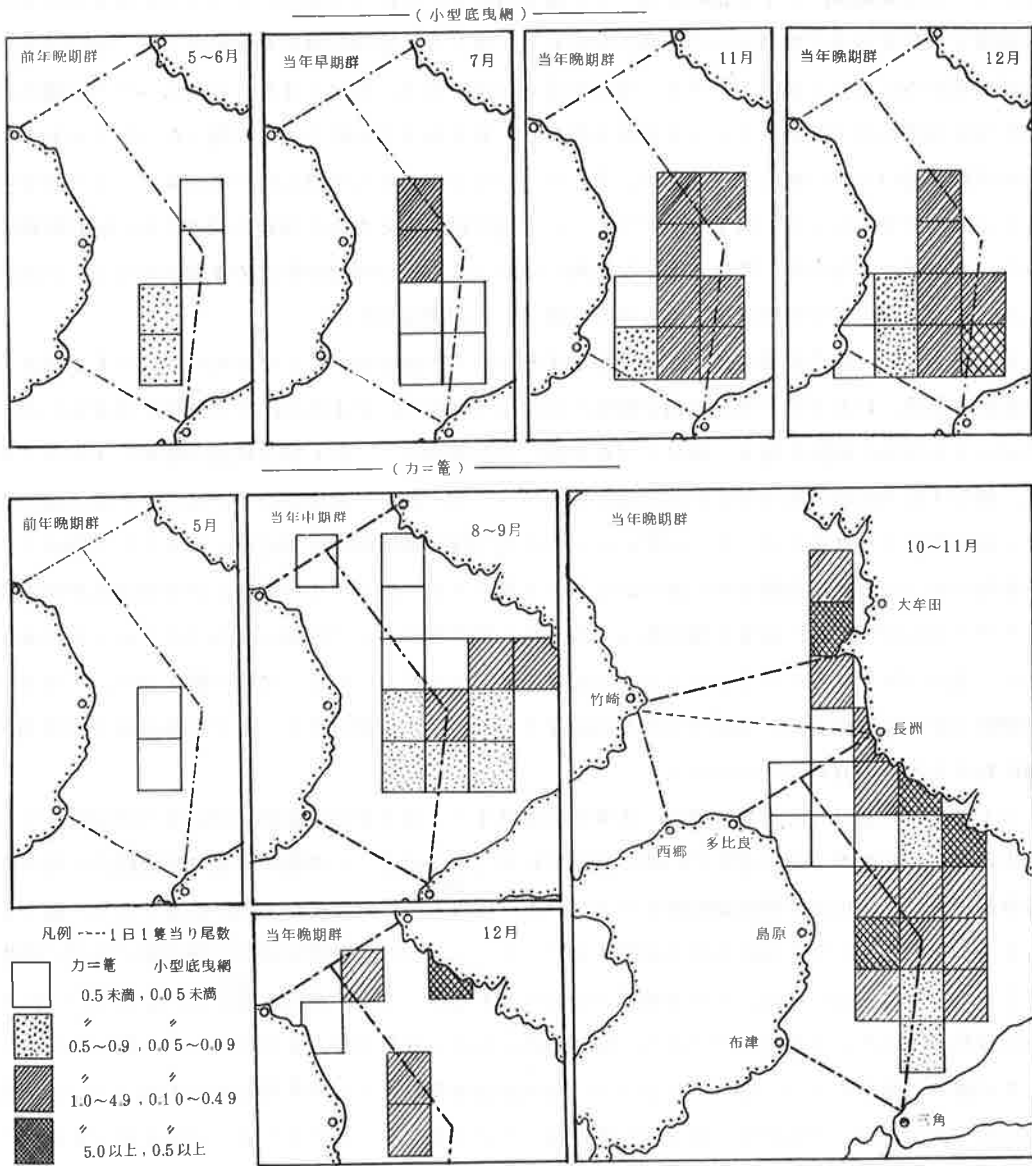 (小型底曳網)
前年晩期群 5~6月
当年早期群 7月
当年晩期群 11月
当年晩期群 12月
(カニ篭)
前年晩期群 5月
当年中期群 8~9月
当年晩期群 10~11月
大牟田
竹崎
長洲
西郷
多比良
島原
布津
三角
当年晩期群 12月
凡例 ----1日1隻当り尾数
カニ篭 小型底曳網
0.5未満,0.05未満
〃 〃
0.5~0.9,0.05~0.09
〃 〃
1.0~4.9,0.10~0.49
〃 〃
5.0以上,0.5以上